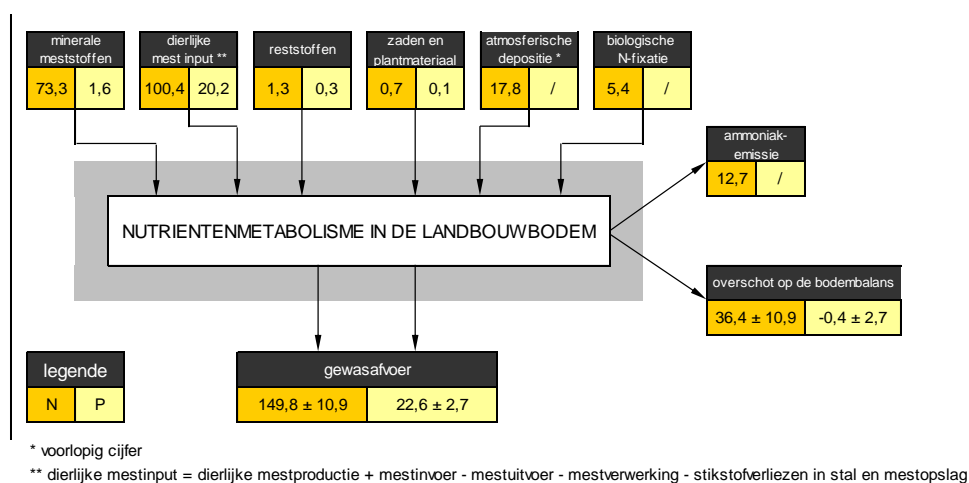 minerale
meststoffen
73,3 1,6
dierlijke
mest input **
100,4 20,2
reststoffen
1,3 0,3
zaden en
plantmateriaal
0,7 0,1
atmosferische
depositie *
17,8 /
biologische
N-fixatie
5,4 /
ammoniak-
emissie
12,7 /
NUTRIENTENMETABOLISME IN DE LANDBOUWBODEM
overschot op de bodembalans
36,4 ± 10,9 -0,4 ± 2,7
legende
N P
gewasafvoer
149,8 ± 10,9 22,6 ± 2,7
* voorlopig cijfer
** dierlijke mestinput = dierlijke mestproductie + mestinvoer - mestuitvoer - mestverwerking - stikstofverliezen in stal en mestopslag